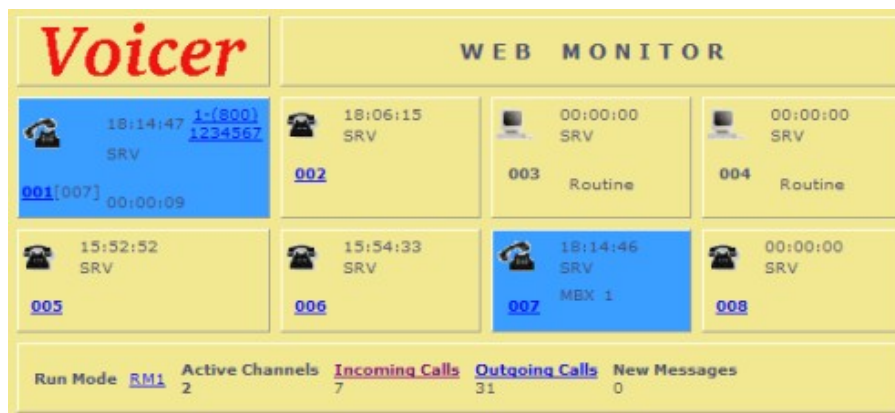 Voicer
WEB MONITOR
18:14:47 1-(800)
1234567
SRV
001[007] 00:00:09
18:06:15
SRV
002
00:00:00
SRV
003 Routine
00:00:00
SRV
004 Routine
15:52:52
SRV
005
15:54:33
SRV
006
18:14:46
SRV
MBX 1
007
00:00:00
SRV
008
Run Mode RM1 Active Channels Incoming Calls Outgoing Calls New Messages
2 7 31 0